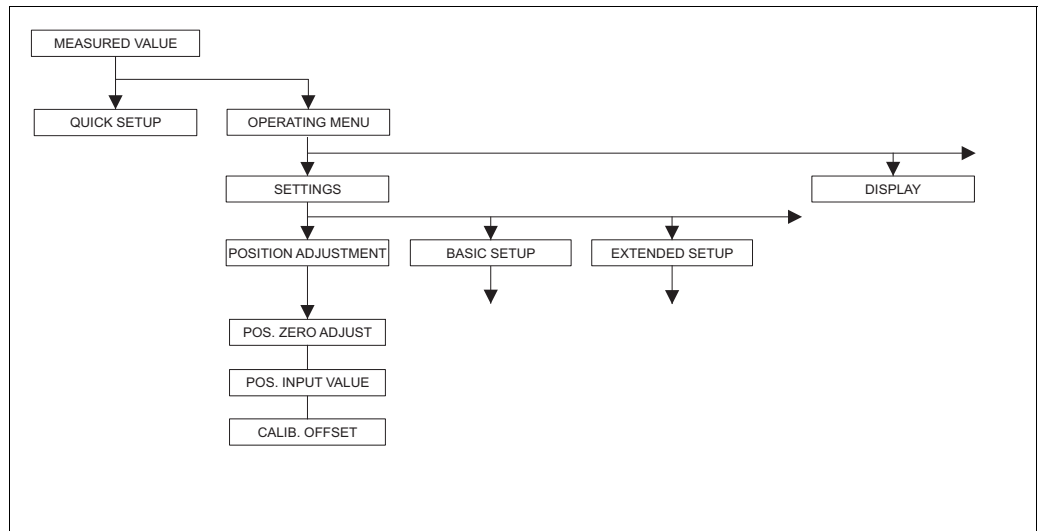 MEASURED VALUE
QUICK SETUP
OPERATING MENU
SETTINGS
DISPLAY
POSITION ADJUSTMENT
BASIC SETUP
EXTENDED SETUP
POS. ZERO ADJUST
POS. INPUT VALUE
CALIB. OFFSET